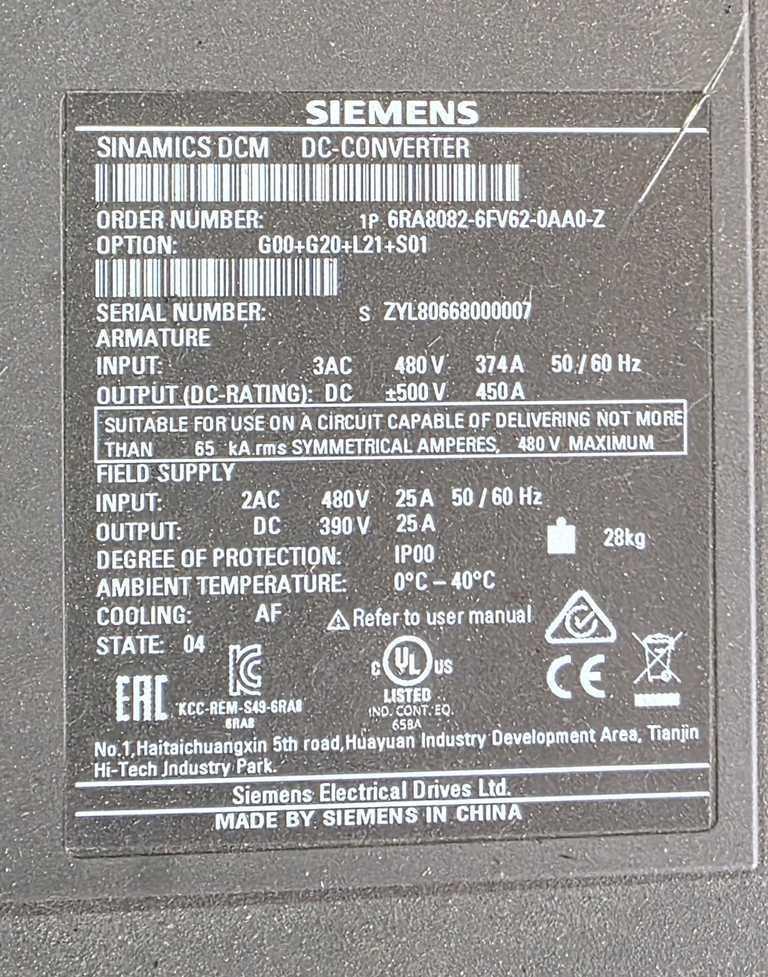 SIEMENS
SINAMICS DCM DC-CONVERTER
ORDER NUMBER: 1P 6RA8082-6FV62-0AA0-Z
OPTION: G00+G20+L21+S01
SERIAL NUMBER: S ZYL80668000007
ARMATURE
INPUT: 3AC 480 V 374 A 50 / 60 Hz
OUTPUT (DC-RATING): DC ±500 V 450 A
SUITABLE FOR USE ON A CIRCUIT CAPABLE OF DELIVERING NOT MORE
THAN 65 kA.rms SYMMETRICAL AMPERES, 480 V MAXIMUM
FIELD SUPPLY
INPUT: 2AC 480V 25 A 50 / 60 Hz
OUTPUT: DC 390 V 25 A
DEGREE OF PROTECTION: IP00
28kg
AMBIENT TEMPERATURE: 0°C – 40°C
COOLING: AF ⚠ Refer to user manual
STATE: 04
EAC
KCC-REM-S49-6RA8
6RA8
C UL US
LISTED
IND. CONT. EQ.
65BA
CE
No.1,Haitaichuangxin 5th road,Huayuan Industry Development Area, Tianjin
Hi-Tech Industry Park.
Siemens Electrical Drives Ltd.
MADE BY SIEMENS IN CHINA